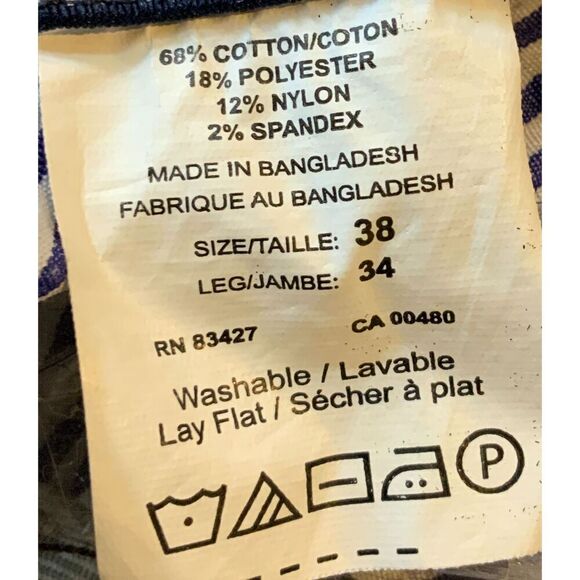 68% COTTON/COTON
18% POLYESTER
12% NYLON
2% SPANDEX
MADE IN BANGLADESH
FABRIQUE AU BANGLADESH
SIZE/TAILLE: 38
LEG/JAMBE: 34
RN 83427 CA 00480
Washable / Lavable
Lay Flat / Sécher à plat
P